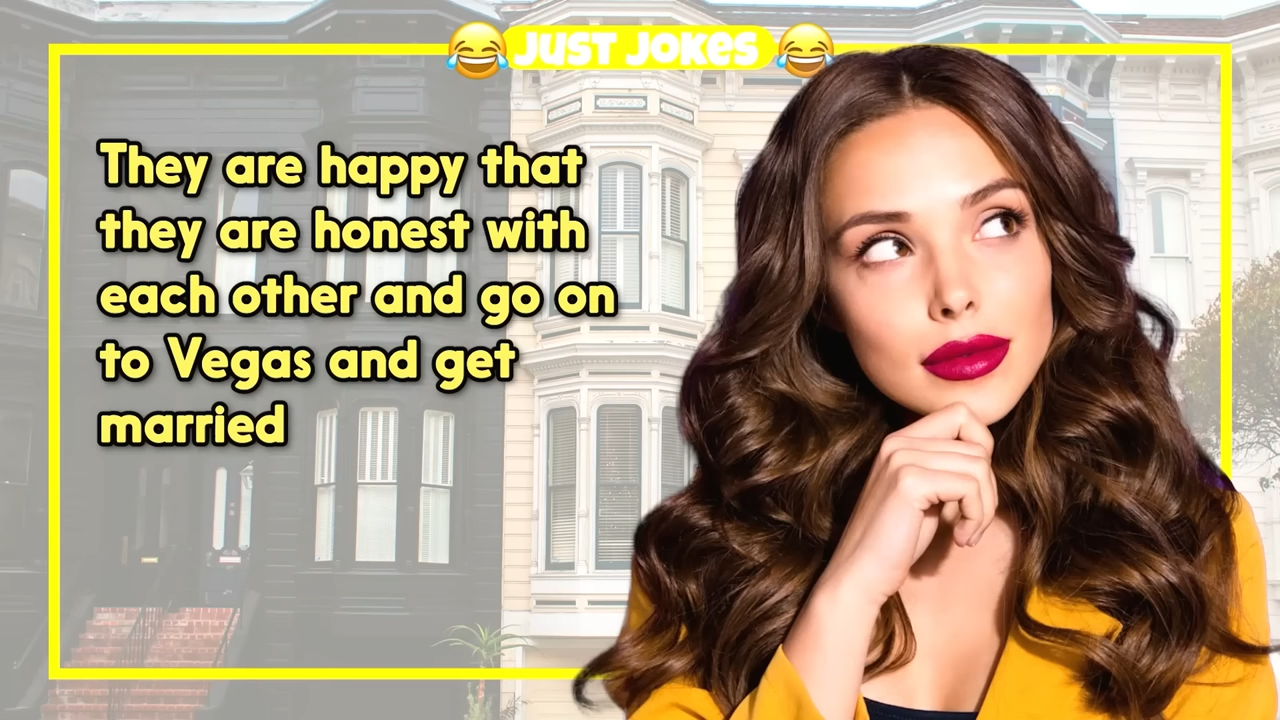 JUST JOKES
They are happy that
they are honest with
each other and go on
to Vegas and get
married